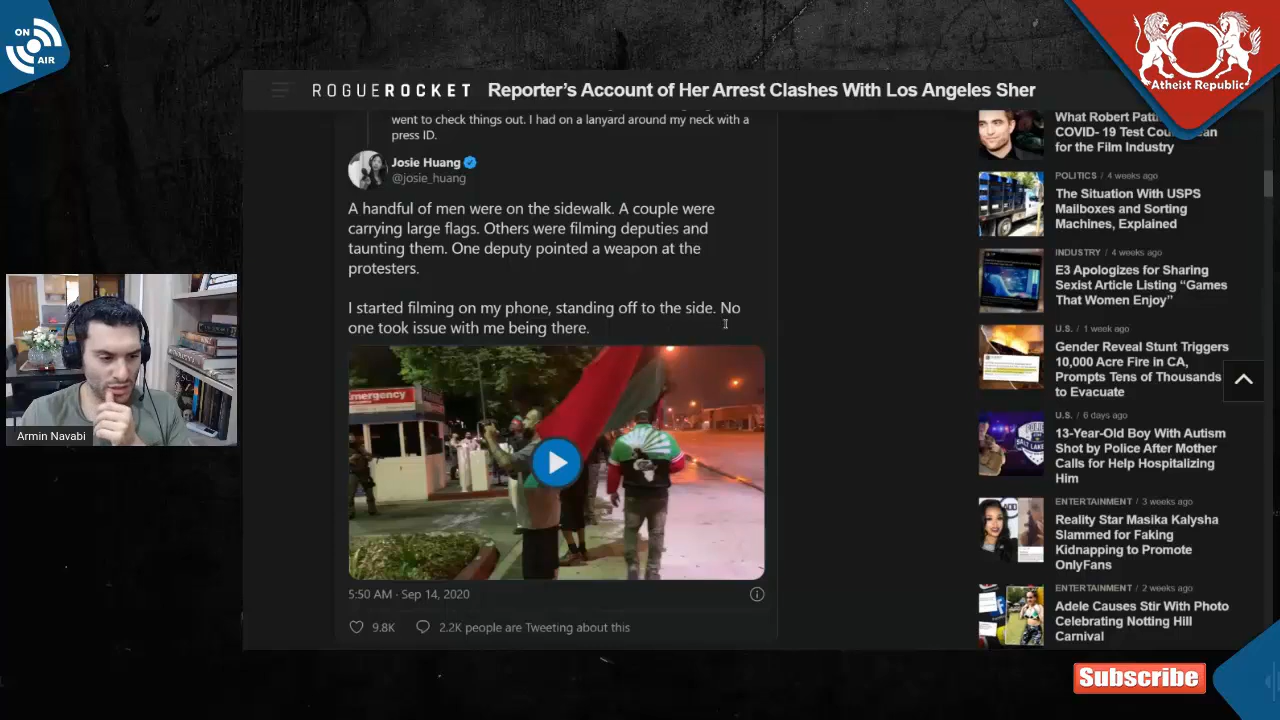 ON
AIR
ROGUEROCKET
Reporter's Account of Her Arrest Clashes With Los Angeles Sher
Atheist Republic
went to check things out. I had on a lanyard around my neck with a
press ID.
Josie Huang
@josie_huang
A handful of men were on the sidewalk. A couple were
carrying large flags. Others were filming deputies and
taunting them. One deputy pointed a weapon at the
protesters.
I started filming on my phone, standing off to the side. No
one took issue with me being there.
mergency
5:50 AM · Sep 14, 2020
9.8K
2.2K people are Tweeting about this
Armin Navabi
What Robert
COVID- 19 Test
for the Film Industry
POLITICS / 4 weeks ago
The Situation With USPS
Mailboxes and Sorting
Machines, Explained
INDUSTRY / 4 weeks ago
E3 Apologizes for Sharing
Sexist Article Listing “Games
That Women Enjoy”
U.S. / 1 week ago
Gender Reveal Stunt Triggers
10,000 Acre Fire in CA,
Prompts Tens of Thousands
to Evacuate
U.S. / 6 days ago
13-Year-Old Boy With Autism
Shot by Police After Mother
Calls for Help Hospitalizing
Him
ENTERTAINMENT / 3 weeks ago
Reality Star Masika Kalysha
Slammed for Faking
Kidnapping to Promote
OnlyFans
ENTERTAINMENT / 2 weeks ago
Adele Causes Stir With Photo
Celebrating Notting Hill
Carnival
Subscribe